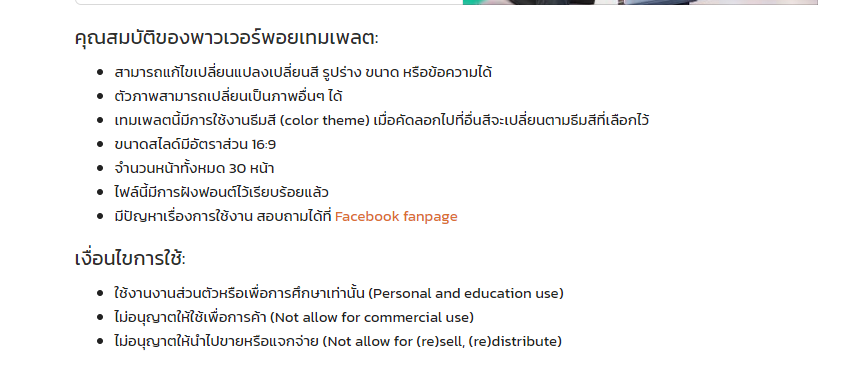 คุณสมบัติของพาวเวอร์พอยเทมเพลต:
สามารถแก้ไขเปลี่ยนแปลงเปลี่ยนสี รูปร่าง ขนาด หรือข้อความได้
ตัวภาพสามารถเปลี่ยนเป็นภาพอื่นๆ ได้
เทมเพลตนี้มีการใช้งานธีมสี (color theme) เมื่อคัดลอกไปที่อื่นสีจะเปลี่ยนตามธีมสีที่เลือกไว้
ขนาดสไลด์มีอัตราส่วน 16:9
จำนวนหน้าทั้งหมด 30 หน้า
ไฟล์นี้มีการฝังฟอนต์ไว้เรียบร้อยแล้ว
มีปัญหาเรื่องการใช้งาน สอบถามได้ที่ Facebook fanpage
เงื่อนไขการใช้:
ใช้งานงานส่วนตัวหรือเพื่อการศึกษาเท่านั้น (Personal and education use)
ไม่อนุญาตให้ใช้เพื่อการค้า (Not allow for commercial use)
ไม่อนุญาตให้นำไปขายหรือแจกจ่าย (Not allow for (re)sell, (re)distribute)